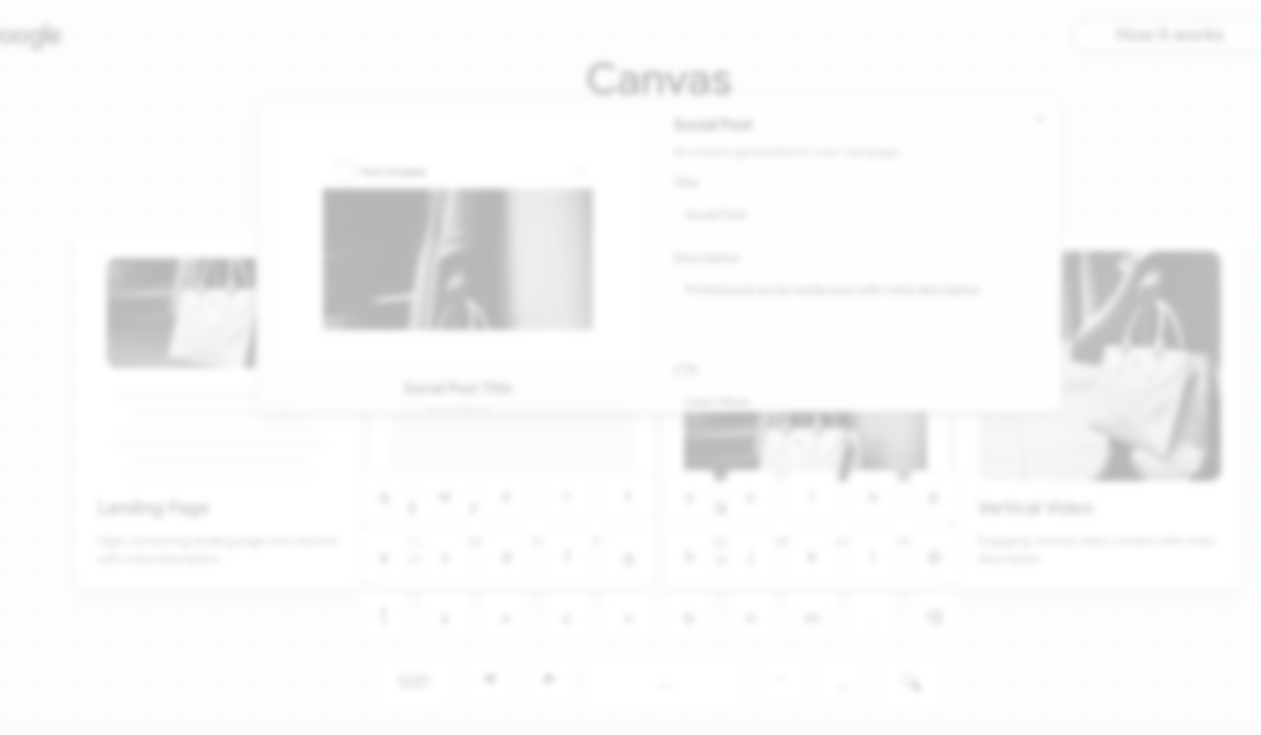 oogle
How it works
Canvas
Social Post
AI content generated for your campaign
Your Company
Title
Social Post
Description
Professional social media post with meta description
CTA
Learn More
Social Post Title
Landing Page
High-converting landing page hero section
with meta description
Vertical Video
Engaging vertical video content with meta
description
q w e r t y u i o p
a s d f g h j k l
z x c v b n m